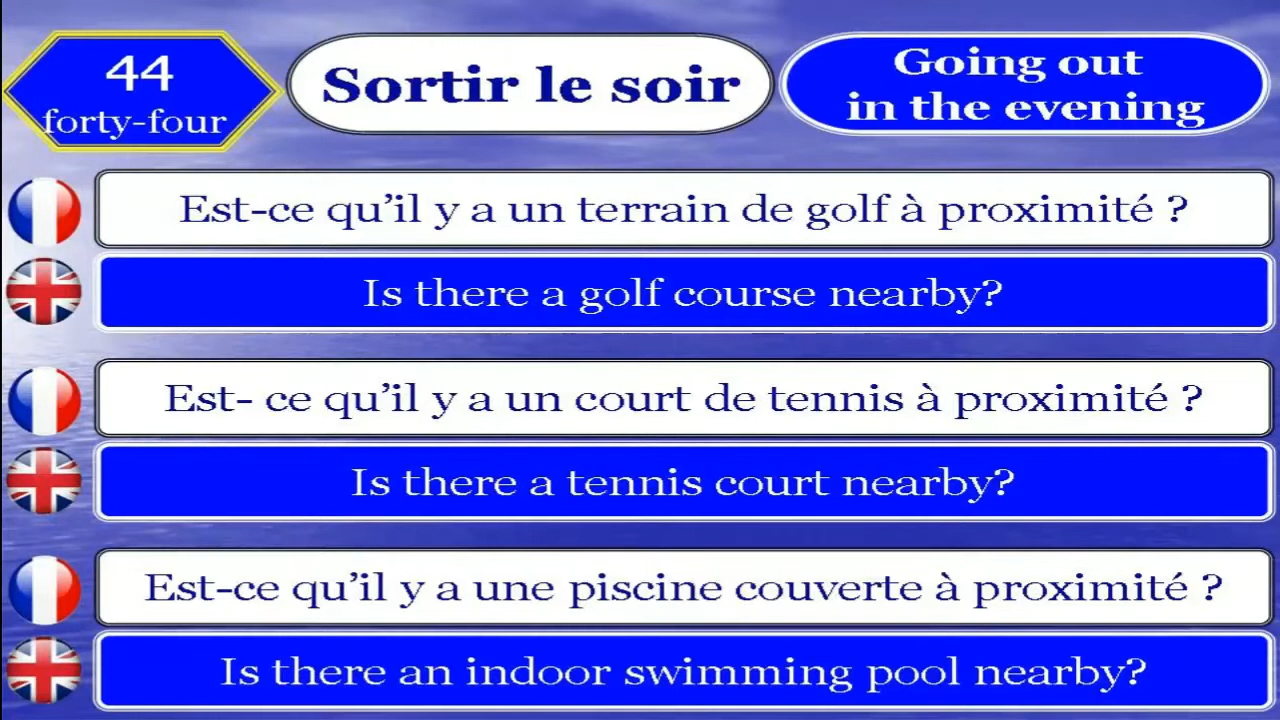 44
forty-four
Sortir le soir
Going out
in the evening
Est-ce qu’il y a un terrain de golf à proximité ?
Is there a golf course nearby?
Est- ce qu’il y a un court de tennis à proximité ?
Is there a tennis court nearby?
Est-ce qu’il y a une piscine couverte à proximité ?
Is there an indoor swimming pool nearby?